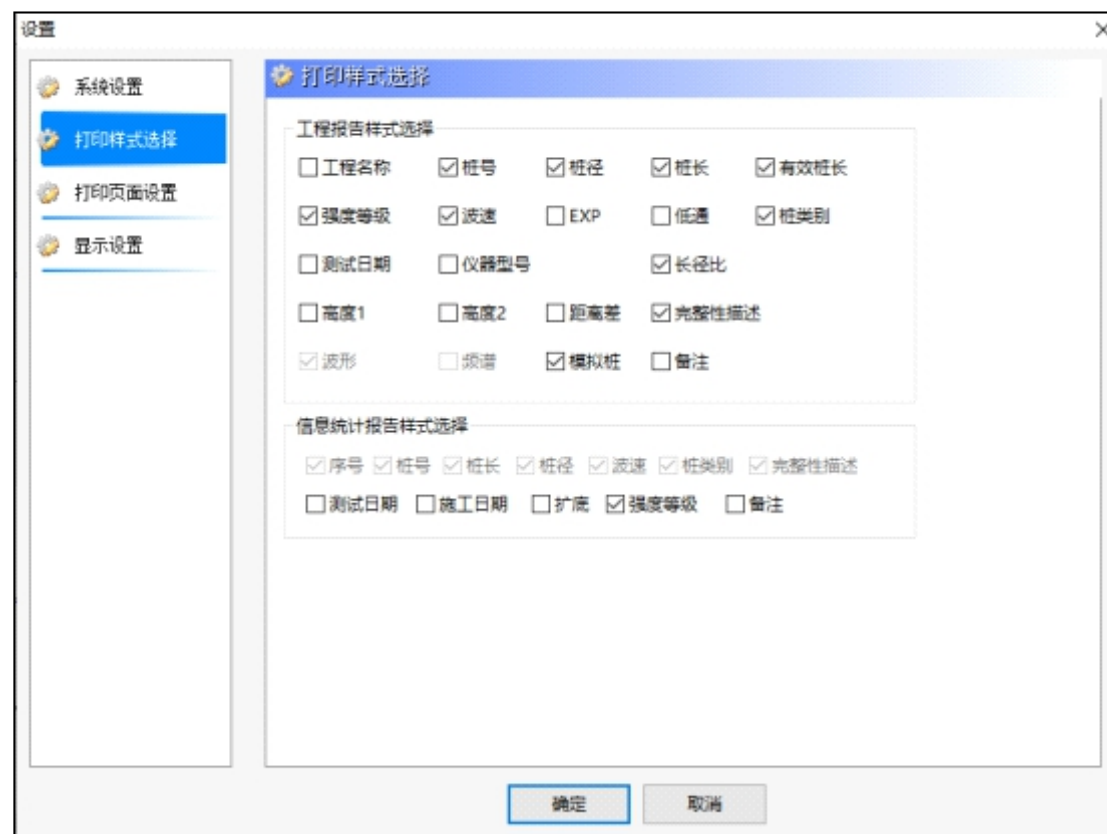 设置
系统设置
打印样式选择
打印页面设置
显示设置
打印样式选择
工程报告样式选择
工程名称 桩号 桩径 桩长 有效桩长
强度等级 波速 EXP 低通 桩类别
测试日期 仪器型号 长径比
高度1 高度2 距离差 完整性描述
波形 频谱 模拟桩 备注
信息统计报告样式选择
序号 桩号 桩长 桩径 波速 桩类别 完整性描述
测试日期 施工日期 扩底 强度等级 备注
确定 取消